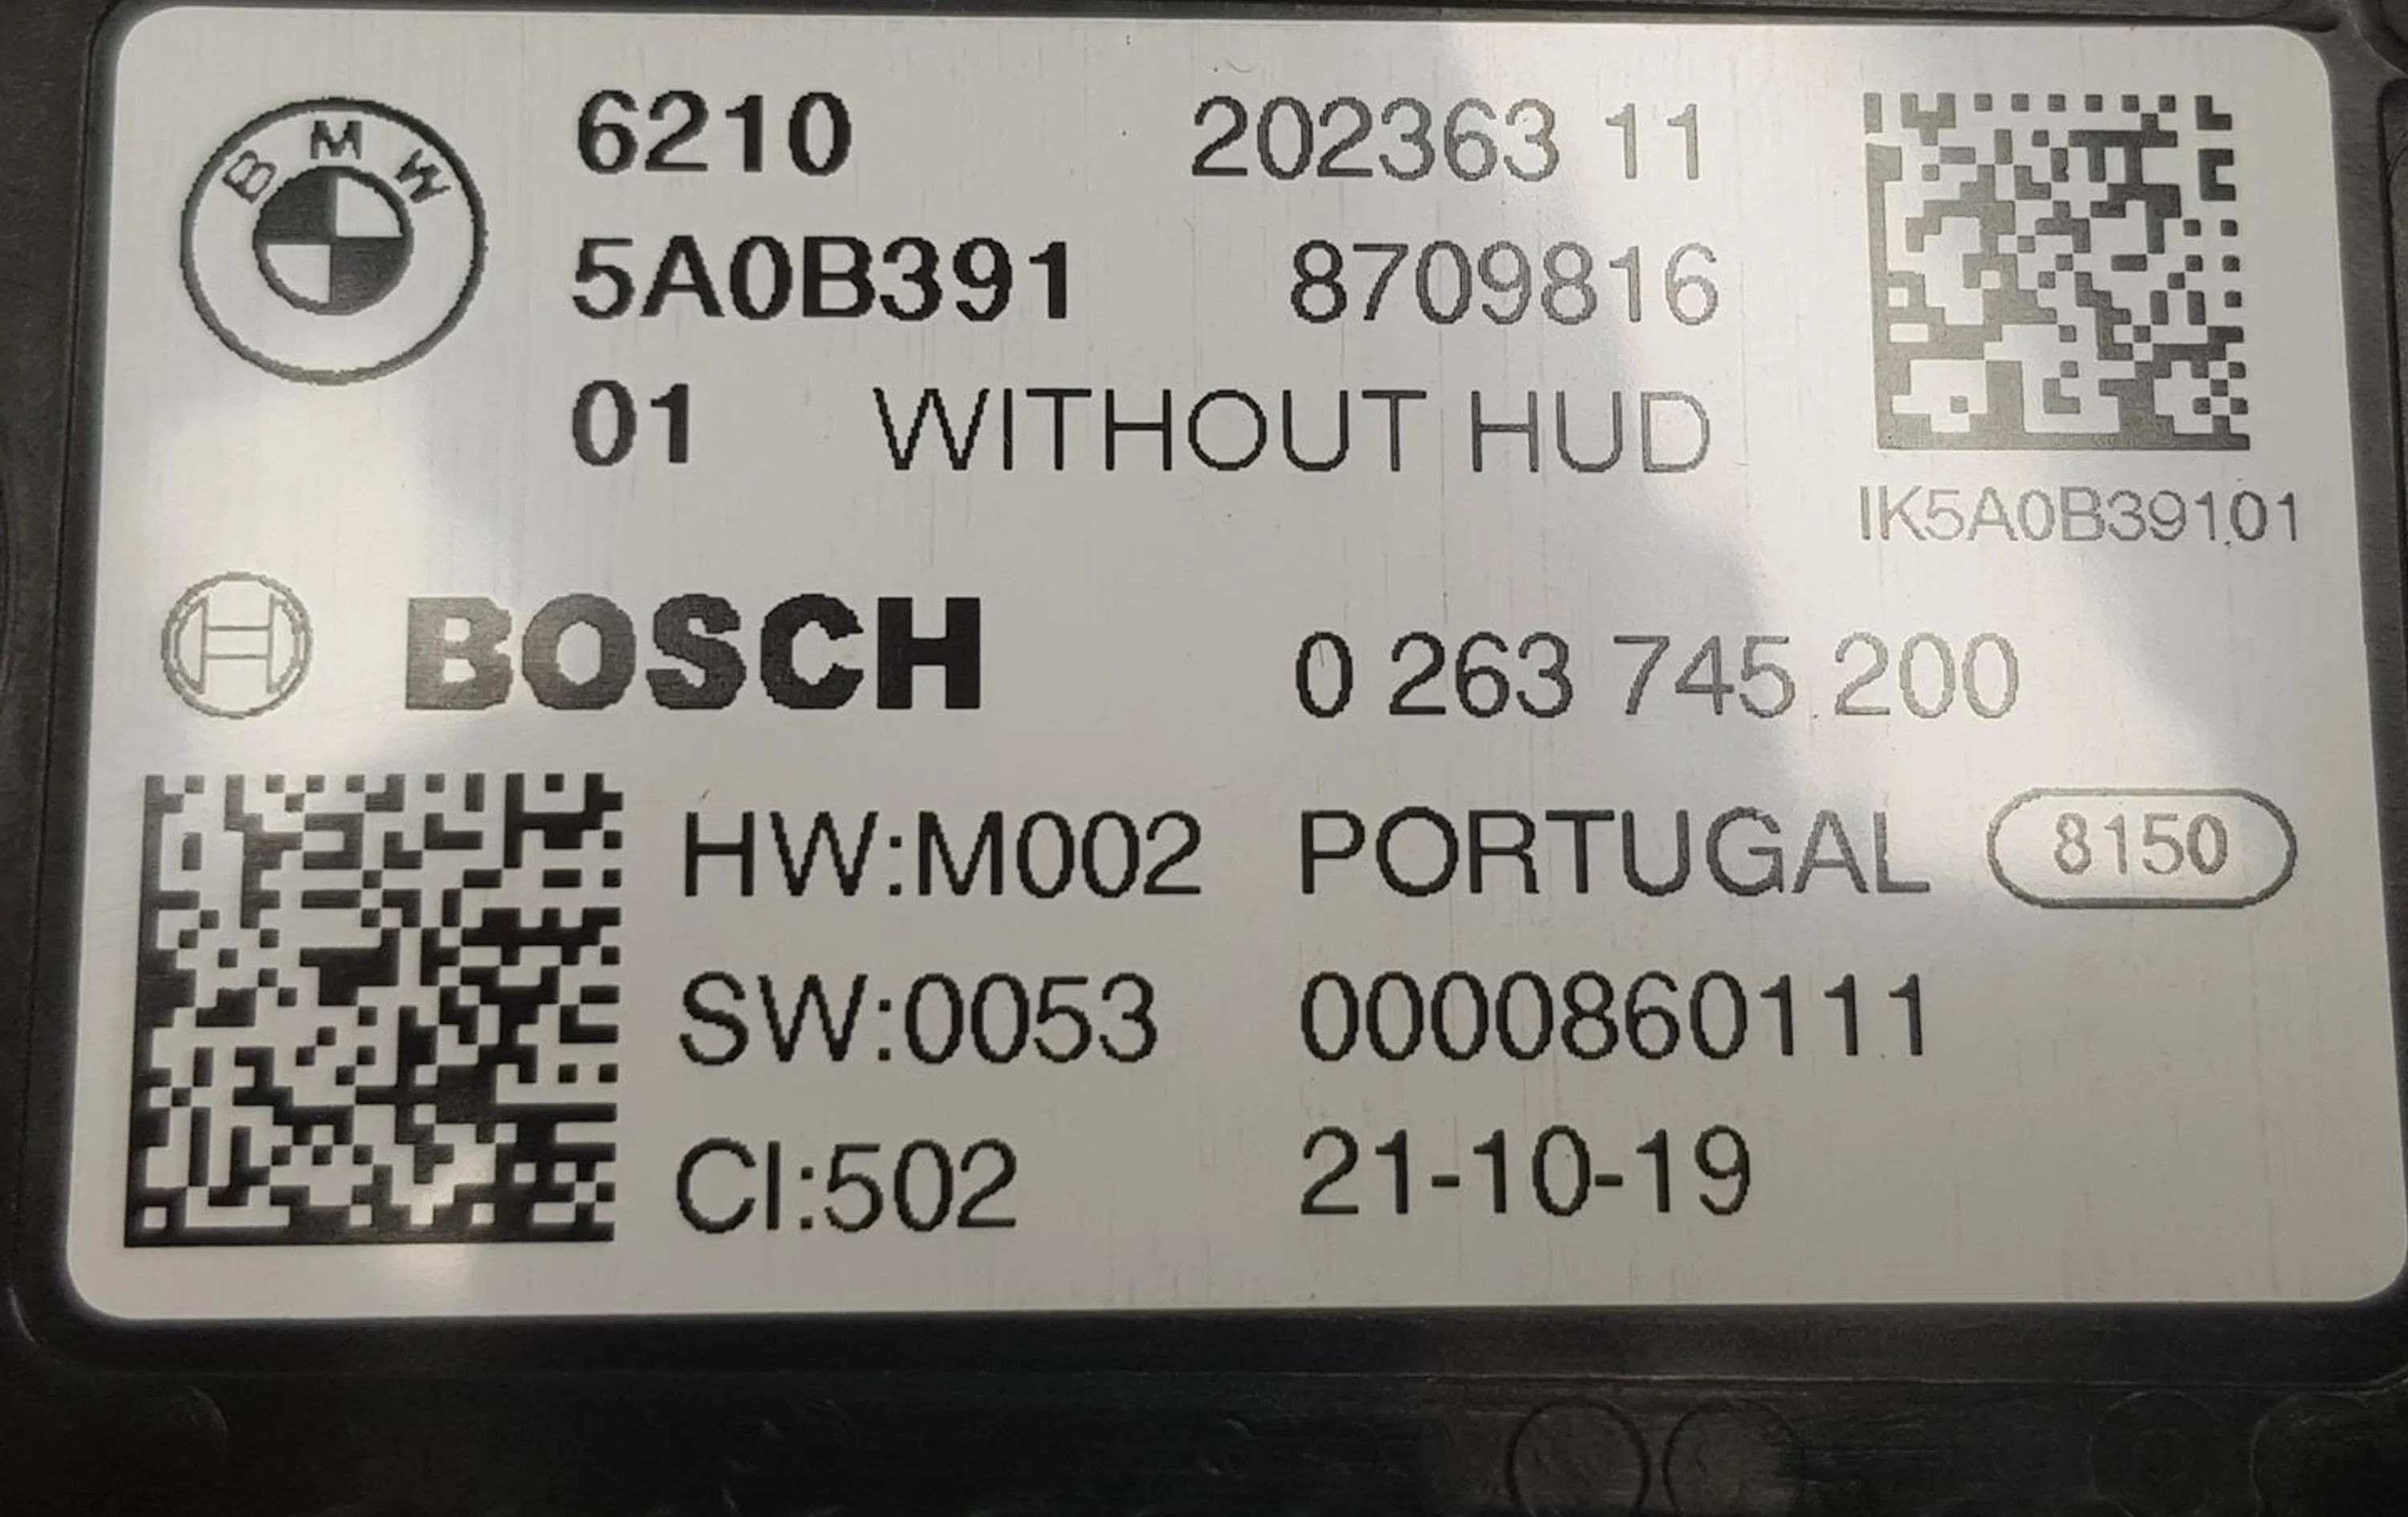 BMW
6210 202363 11
5A0B391 8709816
01 WITHOUT HUD
IK5A0B39101
BOSCH 0 263 745 200
HW:M002 PORTUGAL 8150
SW:0053 0000860111
CI:502 21-10-19